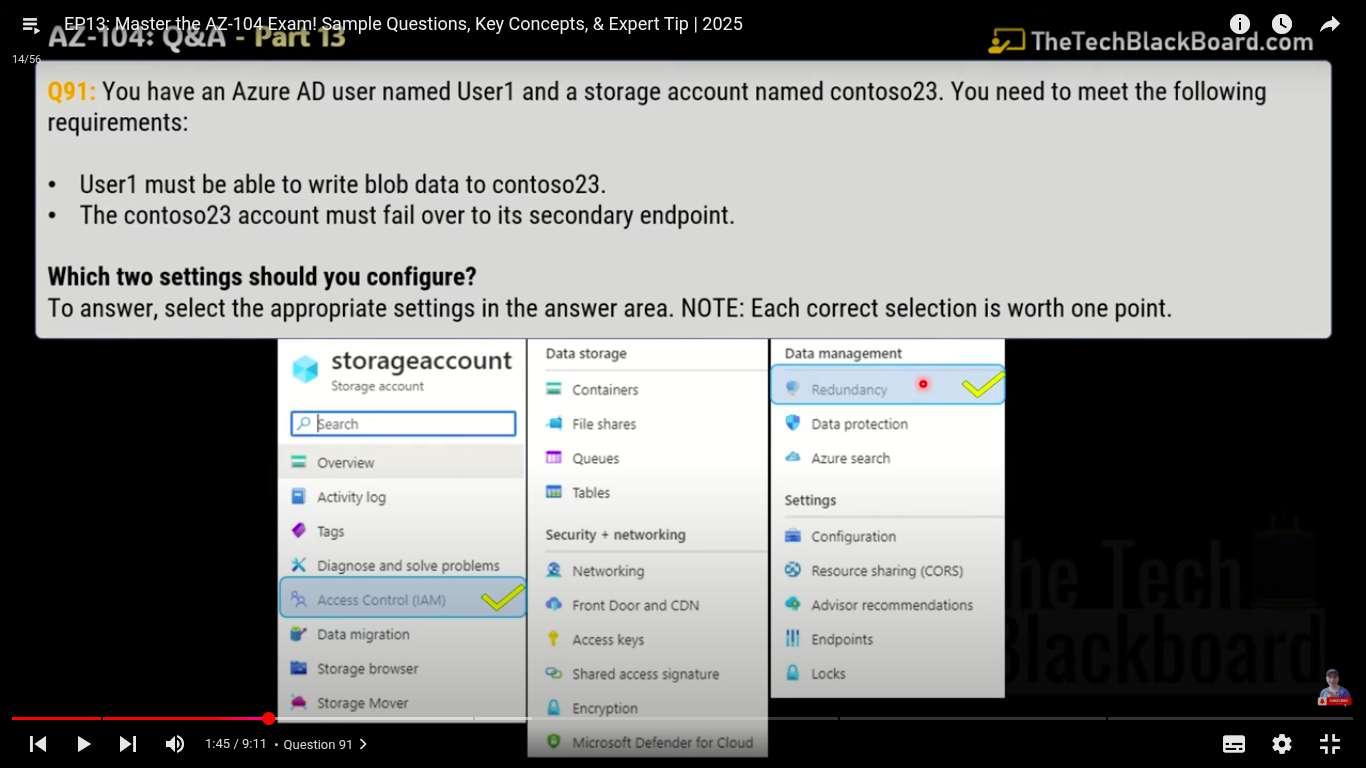 EP13: Master the AZ-104 Exam! Sample Questions, Key Concepts, & Expert Tip | 2025
AZ-104: Q&A - Part 13
TheTechBlackBoard.com
14/56
Q91: You have an Azure AD user named User1 and a storage account named contoso23. You need to meet the following
requirements:
• User1 must be able to write blob data to contoso23.
• The contoso23 account must fail over to its secondary endpoint.
Which two settings should you configure?
To answer, select the appropriate settings in the answer area. NOTE: Each correct selection is worth one point.
storageaccount
Storage account
Search
Overview
Activity log
Tags
Diagnose and solve problems
Access Control (IAM)
Data migration
Storage browser
Storage Mover
Data storage
Containers
File shares
Queues
Tables
Security + networking
Networking
Front Door and CDN
Access keys
Shared access signature
Encryption
Microsoft Defender for Cloud
Data management
Redundancy
Data protection
Azure search
Settings
Configuration
Resource sharing (CORS)
Advisor recommendations
Endpoints
Locks
The Tech
Blackboard
1:45 / 9:11 • Question 91